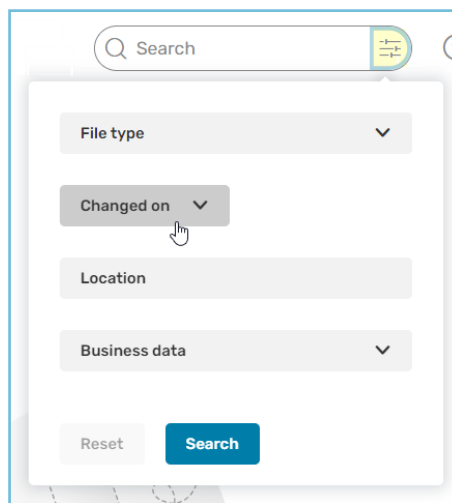 Search
File type
Changed on
Location
Business data
Reset
Search